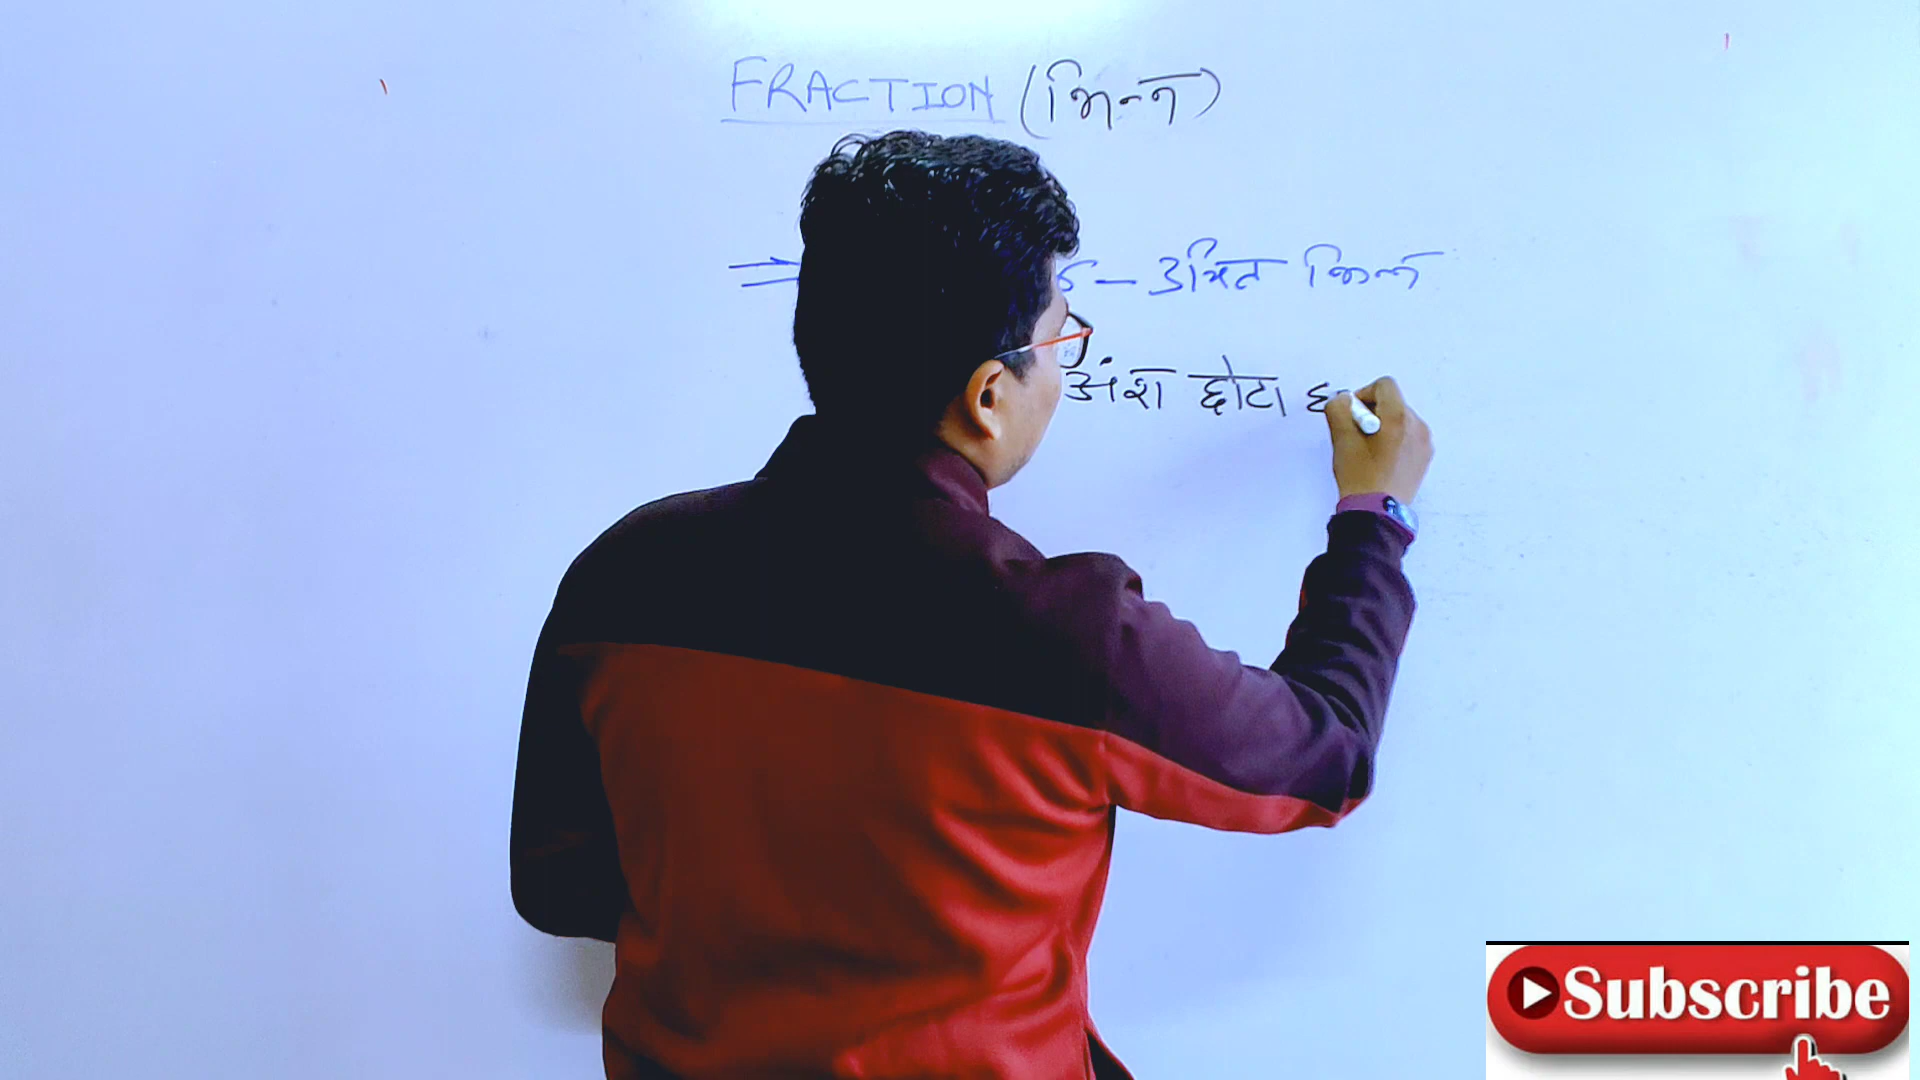 FRACTION (भिन्न)
⇒ – उचित भिन्न
अंश छोटा
Subscribe